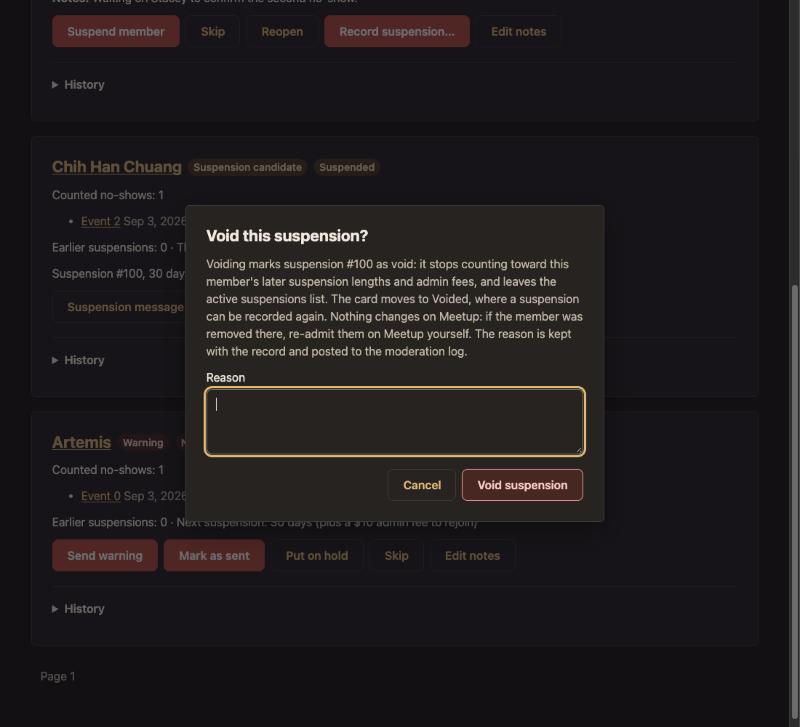 Notes: Waiting on Stacey to confirm the second no-show.
Suspend member Skip Reopen Record suspension... Edit notes
▶ History
Chih Han Chuang Suspension candidate Suspended
Counted no-shows: 1
• Event 2 Sep 3, 2026
Earlier suspensions: 0 ·
Suspension #100, 30 day
Suspension message
▶ History
Void this suspension?
Voiding marks suspension #100 as void: it stops counting toward this
member's later suspension lengths and admin fees, and leaves the
active suspensions list. The card moves to Voided, where a suspension
can be recorded again. Nothing changes on Meetup: if the member was
removed there, re-admit them on Meetup yourself. The reason is kept
with the record and posted to the moderation log.
Reason
Cancel Void suspension
Artemis Warning
Counted no-shows: 1
• Event 0 Sep 3, 2026
Earlier suspensions: 0 · Next suspension: 30 days (plus a $10 admin fee to rejoin)
Send warning Mark as sent Put on hold Skip Edit notes
▶ History
Page 1